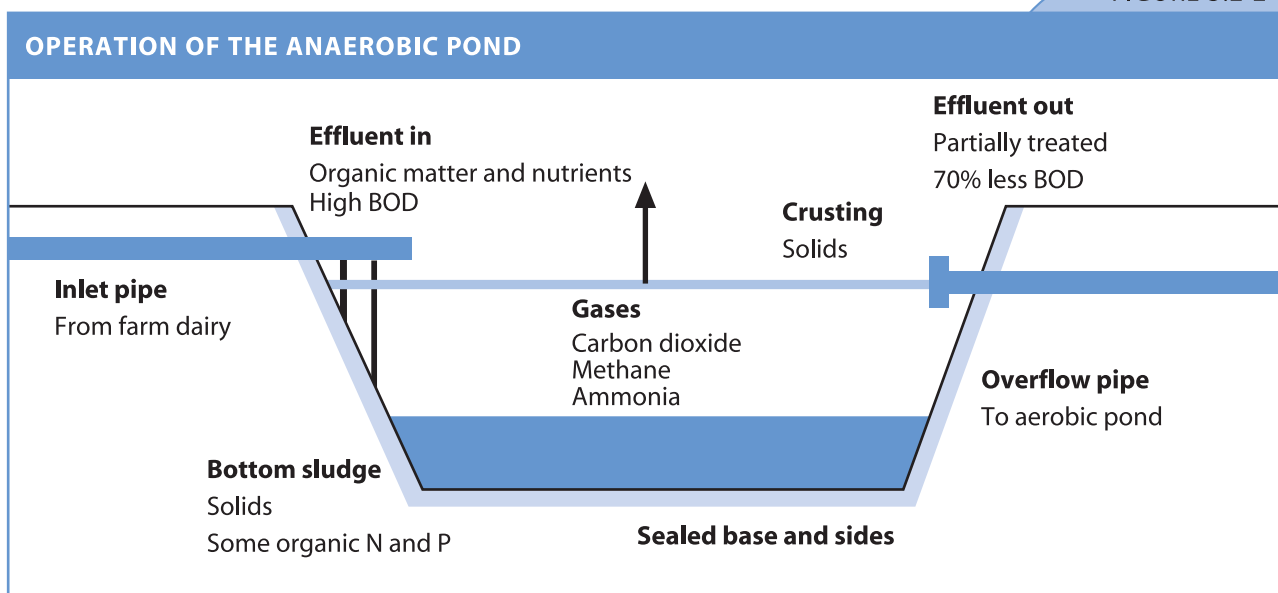 OPERATION OF THE ANAEROBIC POND
Effluent in
Organic matter and nutrients
High BOD
Effluent out
Partially treated
70% less BOD
Crusting
Solids
Inlet pipe
From farm dairy
Gases
Carbon dioxide
Methane
Ammonia
Overflow pipe
To aerobic pond
Bottom sludge
Solids
Some organic N and P
Sealed base and sides